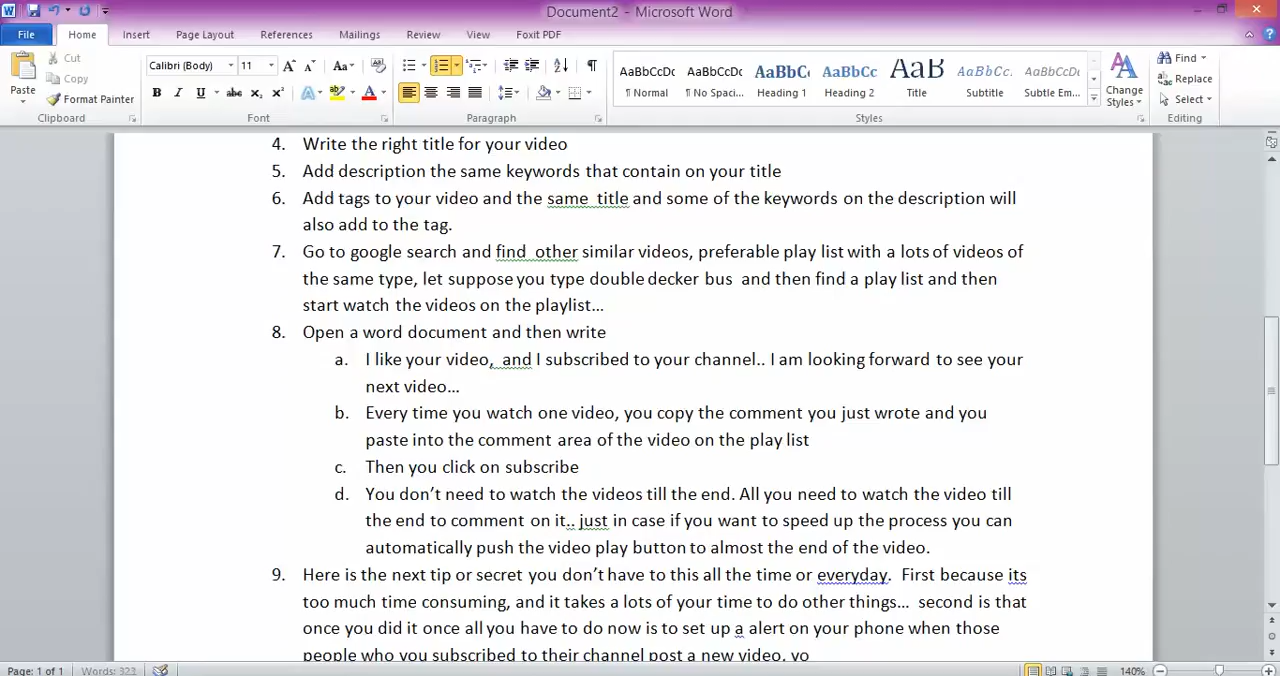 Document2 - Microsoft Word
File Home Insert Page Layout References Mailings Review View Foxit PDF
Cut
Copy
Paste
Format Painter
Calibri (Body) 11
AaBbCcDc AaBbCcDc AaBbCc AaBbCc AaB AaBbCc. AaBbCcDc
¶ Normal ¶ No Spaci... Heading 1 Heading 2 Title Subtitle Subtle Em...
Change Styles
Find
Replace
Select
Clipboard Font Paragraph Styles Editing
4. Write the right title for your video
5. Add description the same keywords that contain on your title
6. Add tags to your video and the same title and some of the keywords on the description will
also add to the tag.
7. Go to google search and find other similar videos, preferable play list with a lots of videos of
the same type, let suppose you type double decker bus and then find a play list and then
start watch the videos on the playlist...
8. Open a word document and then write
a. I like your video, and I subscribed to your channel.. I am looking forward to see your
next video...
b. Every time you watch one video, you copy the comment you just wrote and you
paste into the comment area of the video on the play list
c. Then you click on subscribe
d. You don't need to watch the videos till the end. All you need to watch the video till
the end to comment on it.. just in case if you want to speed up the process you can
automatically push the video play button to almost the end of the video.
9. Here is the next tip or secret you don't have to this all the time or everyday. First because its
too much time consuming, and it takes a lots of your time to do other things... second is that
once you did it once all you have to do now is to set up a alert on your phone when those
people who you subscribed to their channel post a new video, yo
Page: 1 of 1 Words: 323 140%